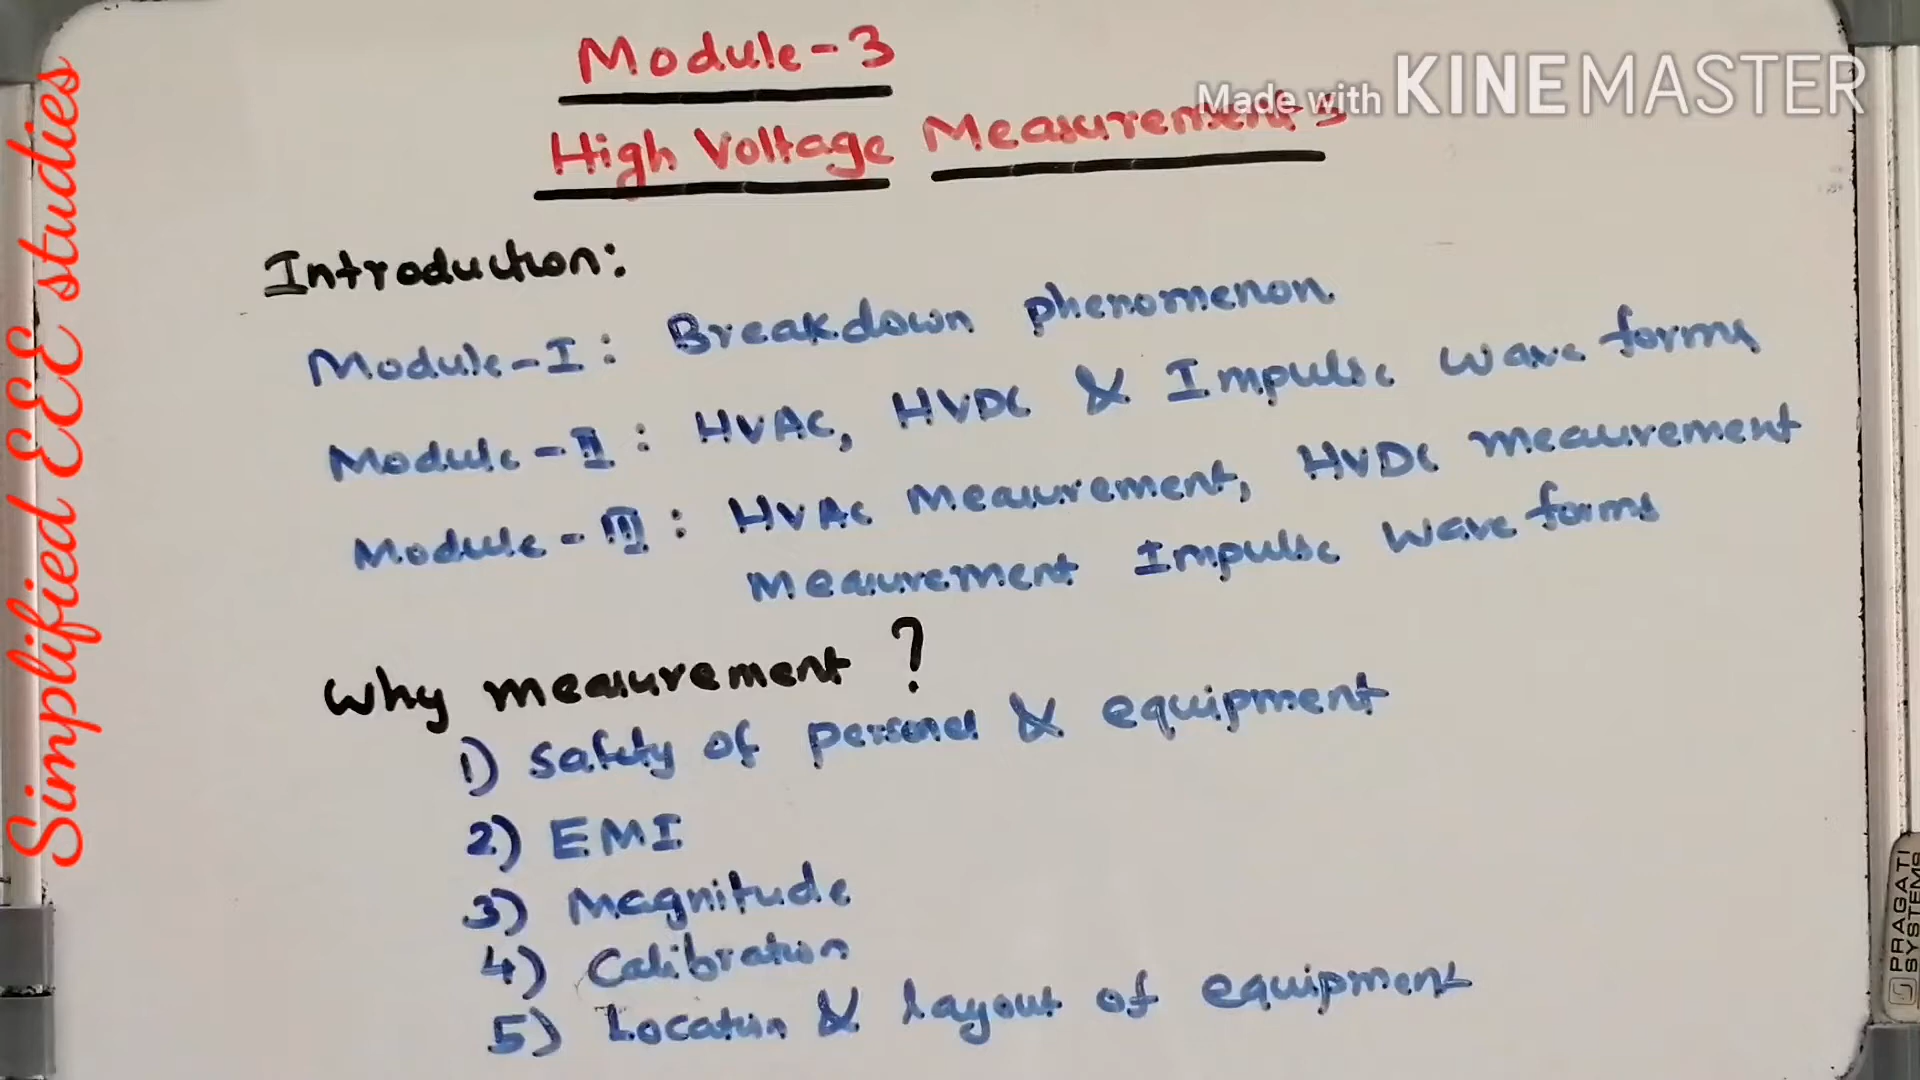 Module-3
Made with KINEMASTER
High Voltage Measurements
Introduction:
Module-I: Breakdown phenomenon
Module-II: HVAC, HVDC & Impulse wave forms
Module-III: HVAC Measurement, HVDC measurement
Measurement Impulse wave forms
Why measurement?
1) Safety of personel & equipment
2) EMI
3) Magnitude
4) Calibration
5) Location & layout of equipment
Simplified EEE studies
PRAGATI
SYSTEMS